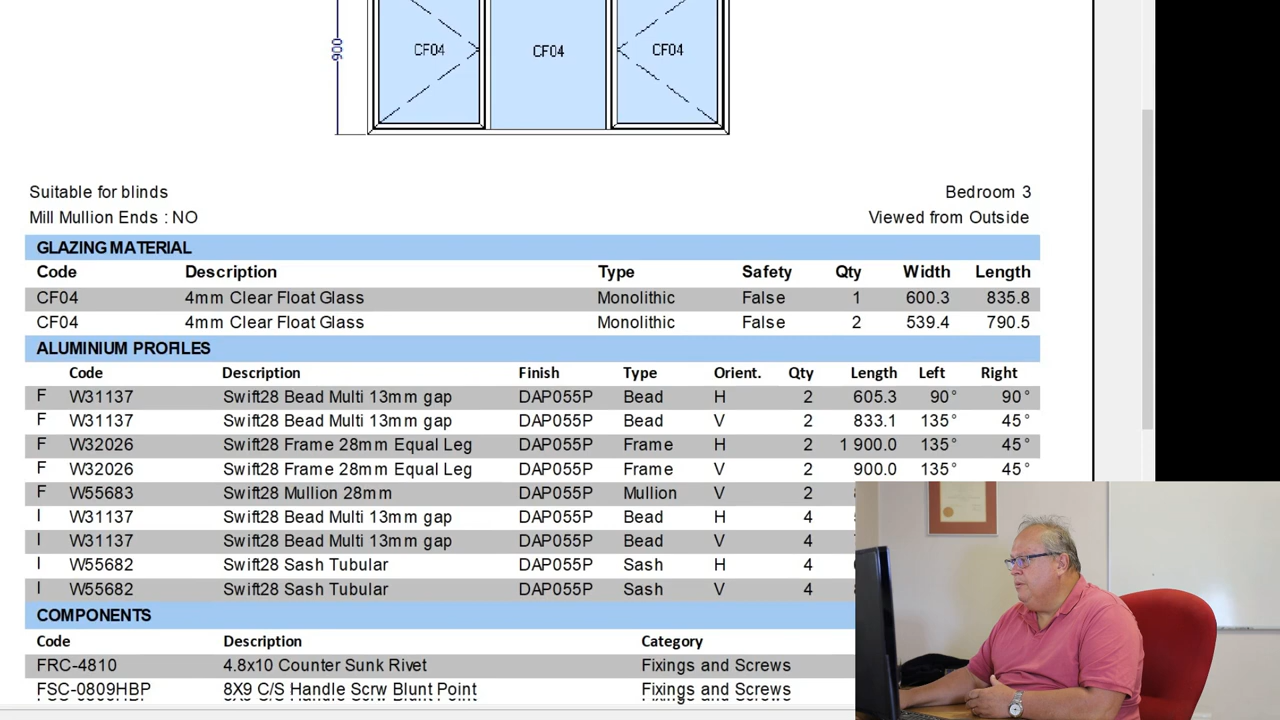 900
CF04 CF04 CF04
Suitable for blinds Bedroom 3
Mill Mullion Ends : NO Viewed from Outside
GLAZING MATERIAL
Code Description Type Safety Qty Width Length
CF04 4mm Clear Float Glass Monolithic False 1 600.3 835.8
CF04 4mm Clear Float Glass Monolithic False 2 539.4 790.5
ALUMINIUM PROFILES
Code Description Finish Type Orient. Qty Length Left Right
F W31137 Swift28 Bead Multi 13mm gap DAP055P Bead H 2 605.3 90° 90°
F W31137 Swift28 Bead Multi 13mm gap DAP055P Bead V 2 833.1 135° 45°
F W32026 Swift28 Frame 28mm Equal Leg DAP055P Frame H 2 1 900.0 135° 45°
F W32026 Swift28 Frame 28mm Equal Leg DAP055P Frame V 2 900.0 135° 45°
F W55683 Swift28 Mullion 28mm DAP055P Mullion V 2
I W31137 Swift28 Bead Multi 13mm gap DAP055P Bead H 4
I W31137 Swift28 Bead Multi 13mm gap DAP055P Bead V 4
I W55682 Swift28 Sash Tubular DAP055P Sash H 4
I W55682 Swift28 Sash Tubular DAP055P Sash V 4
COMPONENTS
Code Description Category
FRC-4810 4.8x10 Counter Sunk Rivet Fixings and Screws
FSC-0809HBP 8X9 C/S Handle Scrw Blunt Point Fixings and Screws